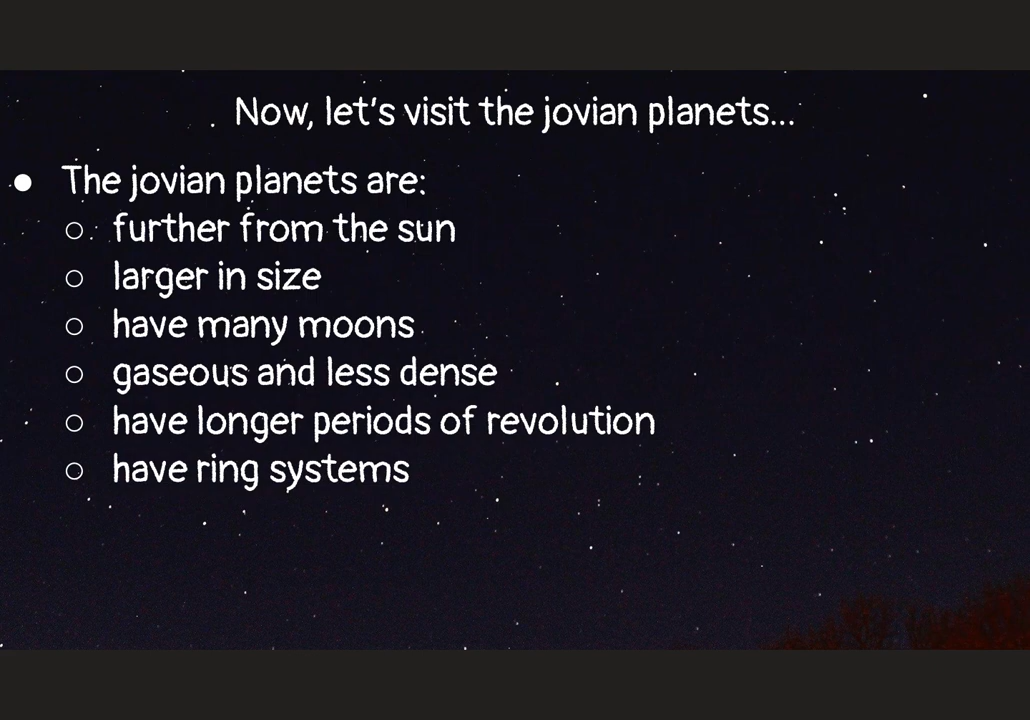 Now, let's visit the jovian planets...
● The jovian planets are:
○ further from the sun
○ larger in size
○ have many moons
○ gaseous and less dense
○ have longer periods of revolution
○ have ring systems